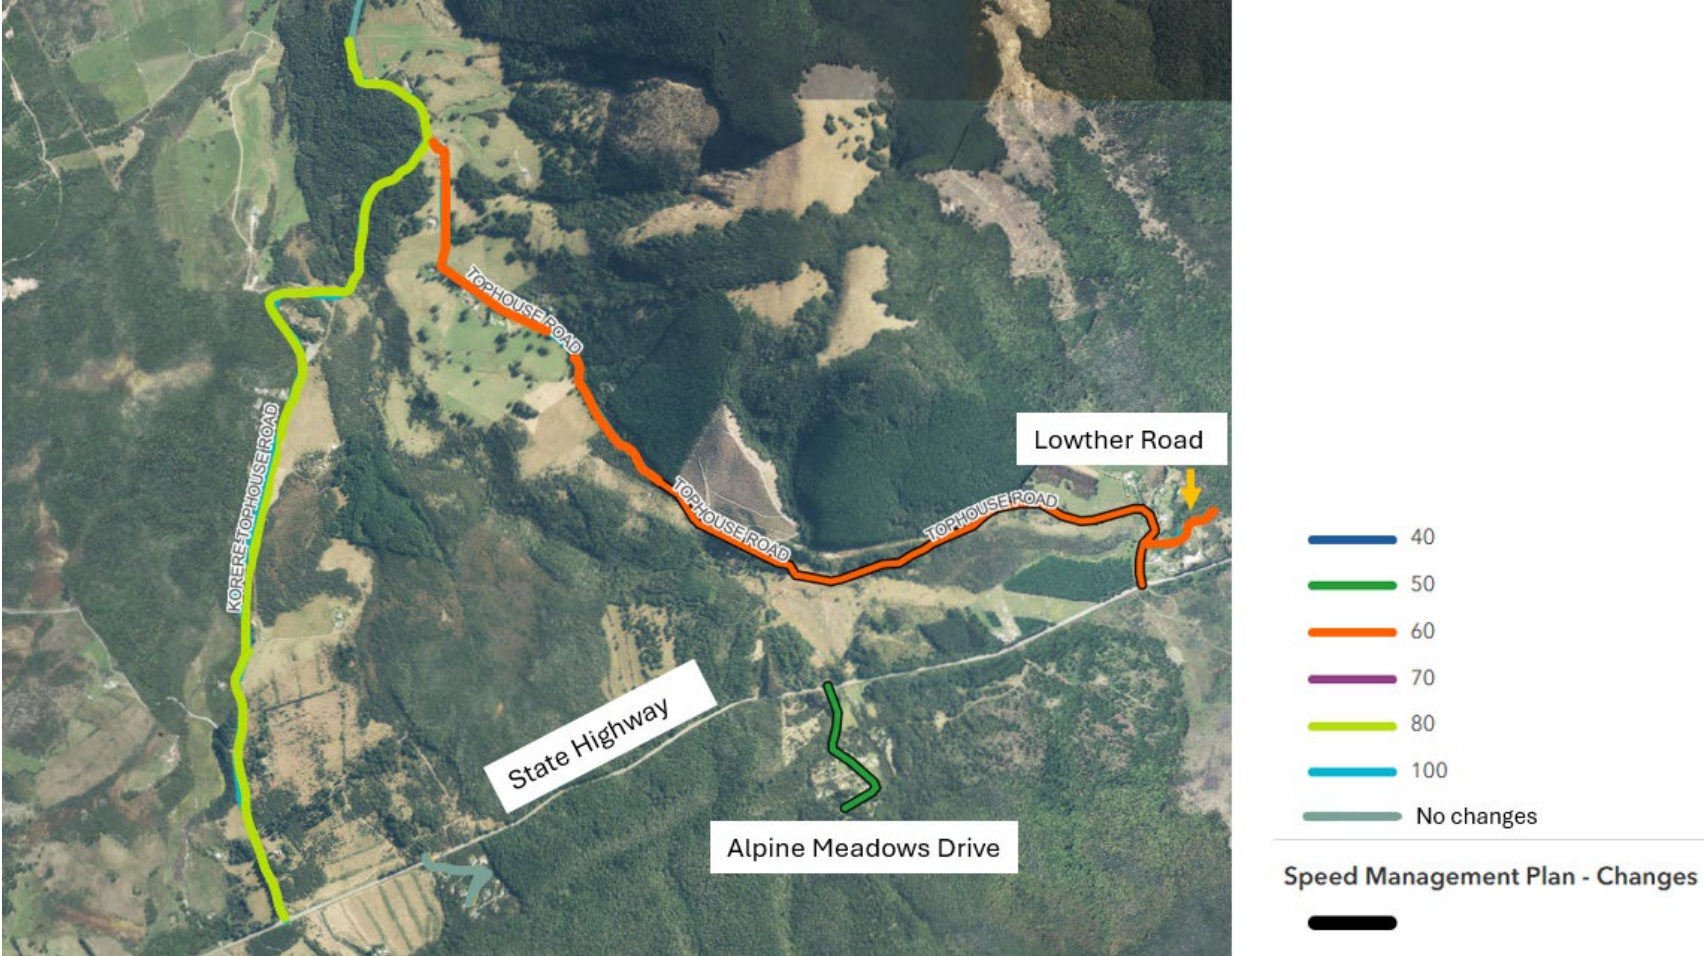 TOPHOUSE ROAD
KORERE-TOPHOUSE ROAD
TOPHOUSE ROAD
TOPHOUSE ROAD
Lowther Road
State Highway
Alpine Meadows Drive
40
50
60
70
80
100
No changes
Speed Management Plan - Changes